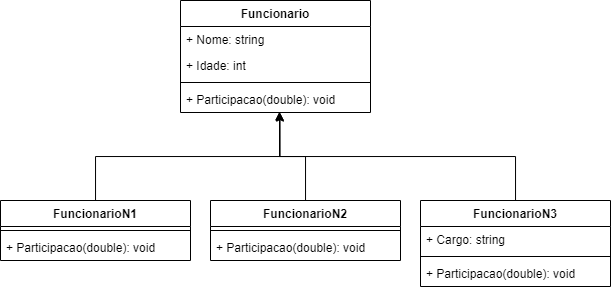 Funcionario
+ Nome: string
+ Idade: int
+ Participacao(double): void
FuncionarioN1
+ Participacao(double): void
FuncionarioN2
+ Participacao(double): void
FuncionarioN3
+ Cargo: string
+ Participacao(double): void